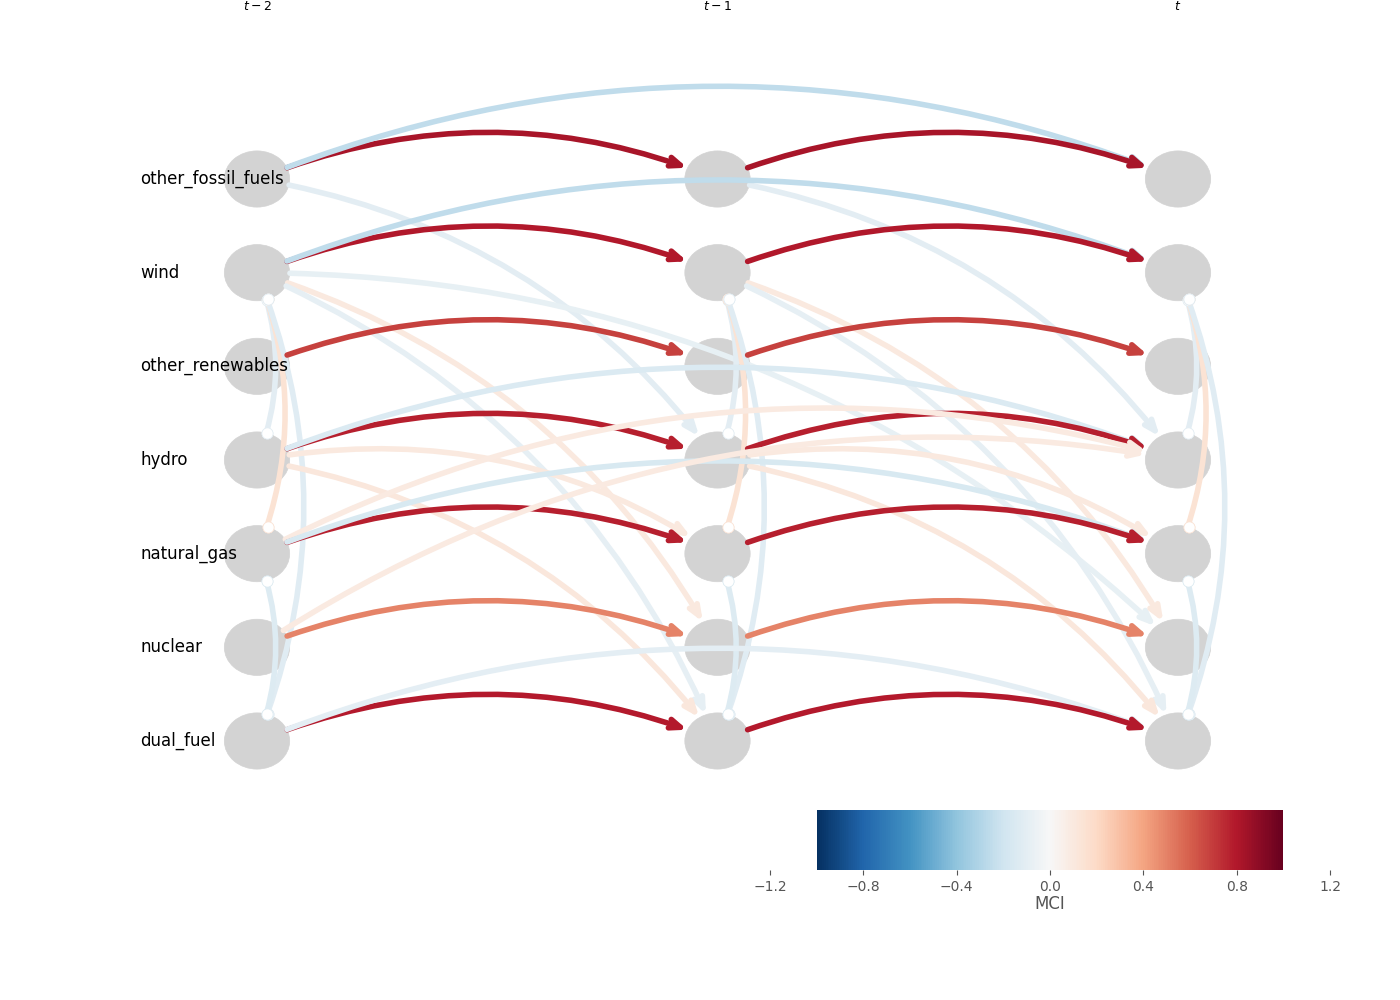 t − 2 t − 1 t
other_fossil_fuels
wind
other_renewables
hydro
natural_gas
nuclear
dual_fuel
−1.2 −0.8 −0.4 0.0 0.4 0.8 1.2
MCI